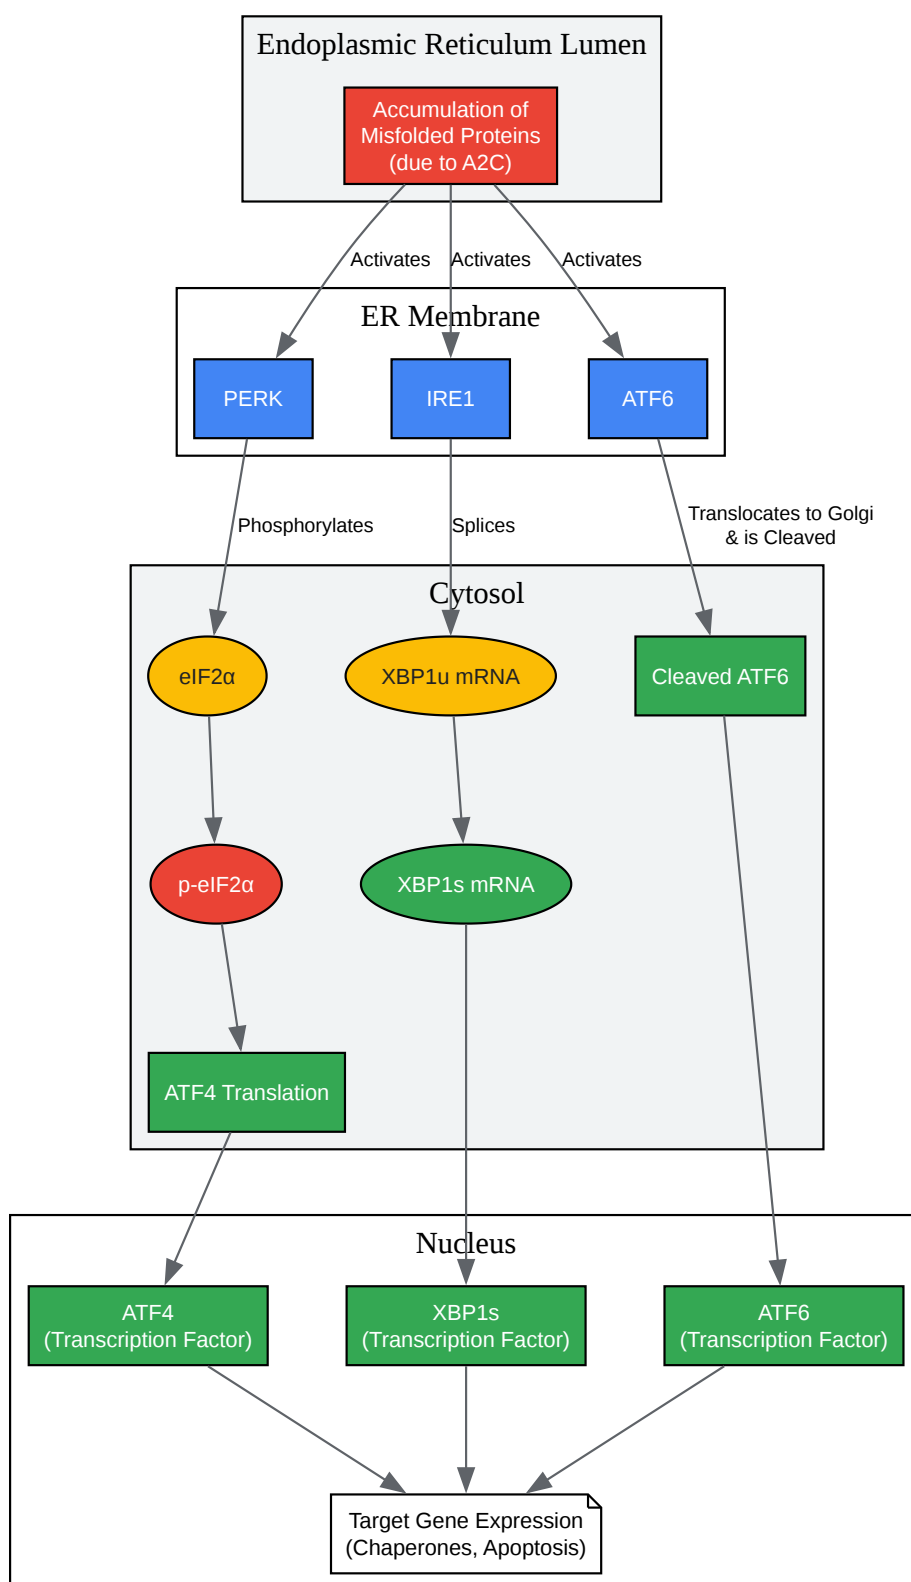 Endoplasmic Reticulum Lumen
Accumulation of
Misfolded Proteins
(due to A2C)
Activates
Activates
Activates
ER Membrane
PERK
IRE1
ATF6
Phosphorylates
Splices
Translocates to Golgi
& is Cleaved
Cytosol
eIF2α
XBP1u mRNA
Cleaved ATF6
p-eIF2α
XBP1s mRNA
ATF4 Translation
Nucleus
ATF4
(Transcription Factor)
XBP1s
(Transcription Factor)
ATF6
(Transcription Factor)
Target Gene Expression
(Chaperones, Apoptosis)